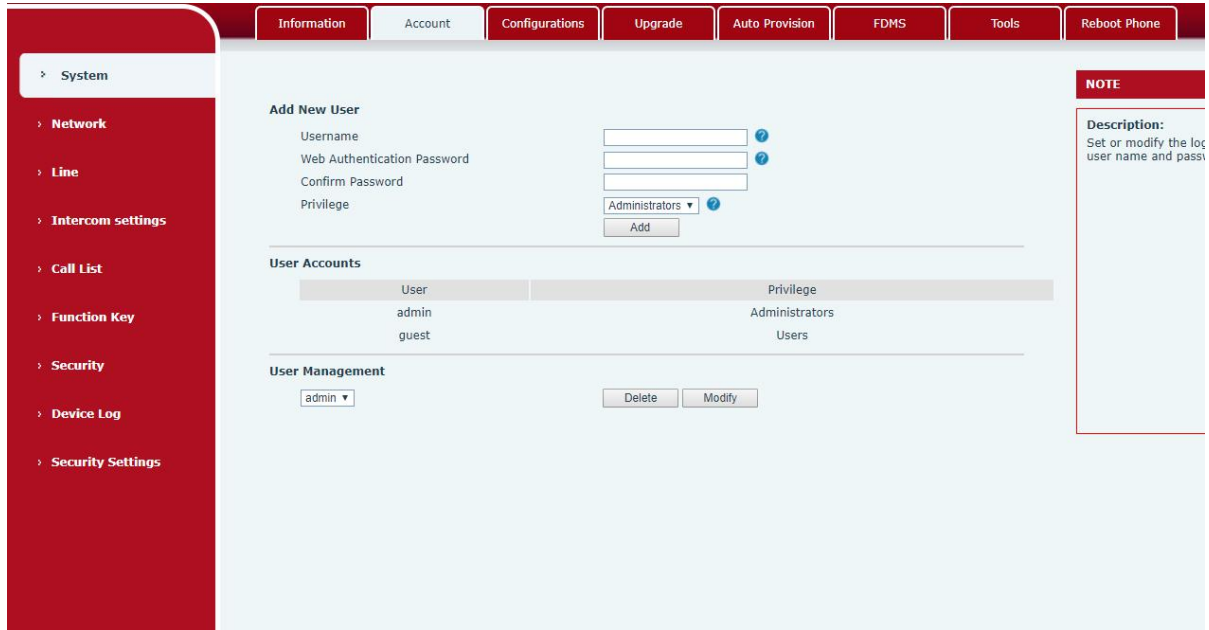 Information Account Configurations Upgrade Auto Provision FDMS Tools Reboot Phone
› System
› Network
› Line
› Intercom settings
› Call List
› Function Key
› Security
› Device Log
› Security Settings
Add New User
Username
Web Authentication Password
Confirm Password
Privilege Administrators
Add
User Accounts
User Privilege
admin Administrators
guest Users
User Management
admin Delete Modify
NOTE
Description:
Set or modify the log
user name and passw